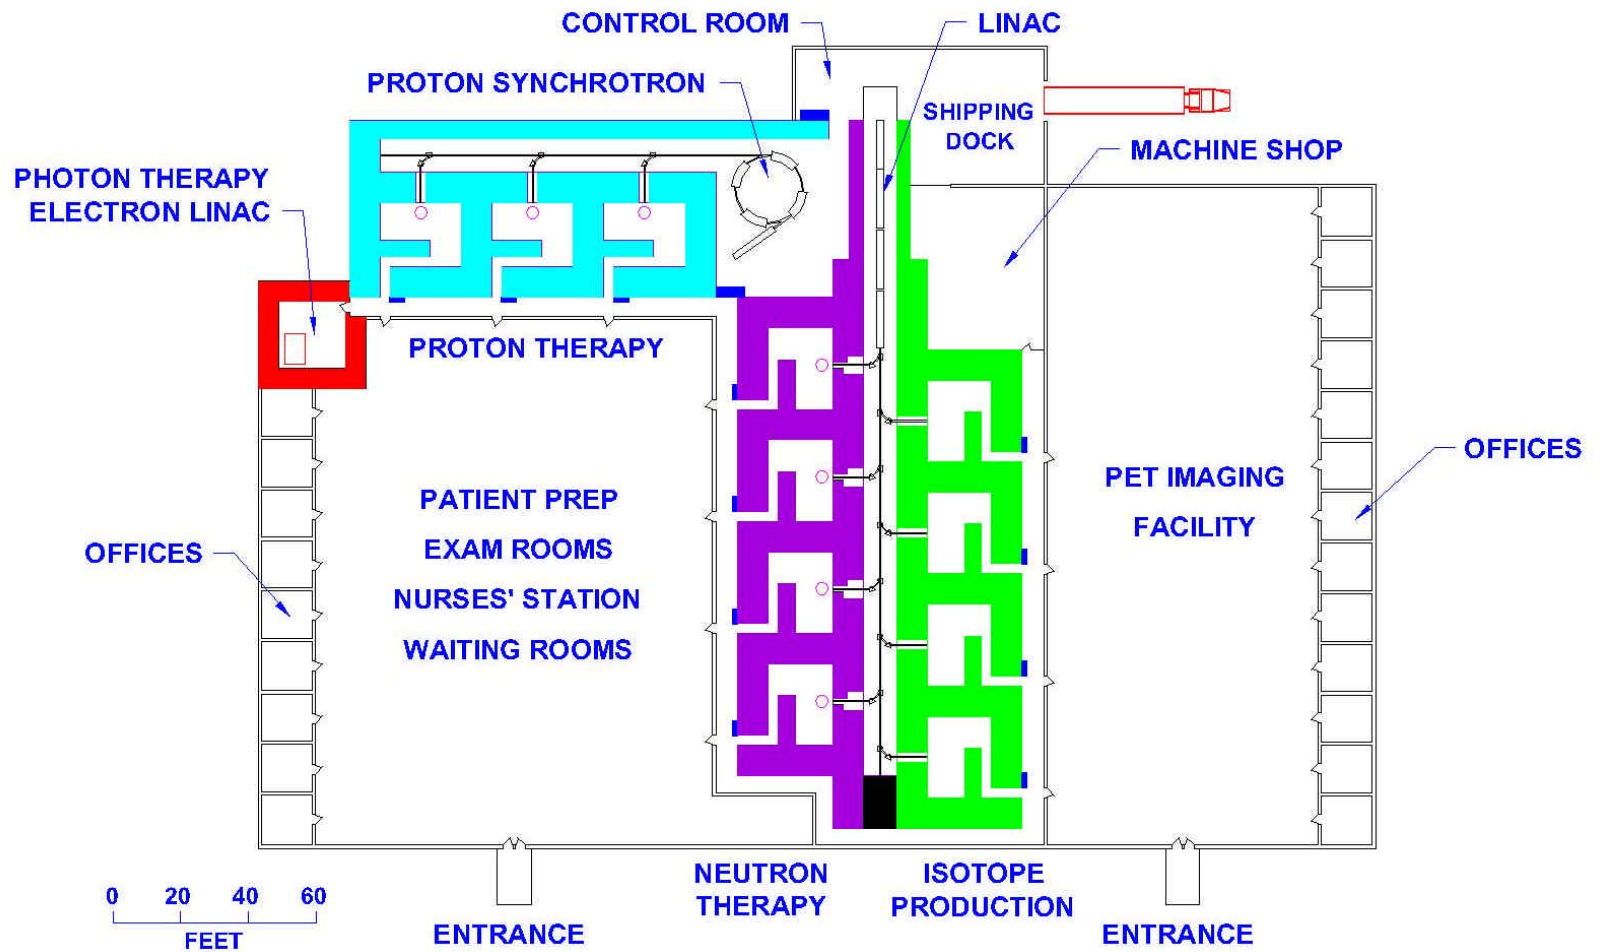 CONTROL ROOM
LINAC
PROTON SYNCHROTRON
SHIPPING
DOCK
MACHINE SHOP
PHOTON THERAPY
ELECTRON LINAC
PROTON THERAPY
OFFICES
PET IMAGING
FACILITY
PATIENT PREP
EXAM ROOMS
NURSES' STATION
WAITING ROOMS
OFFICES
NEUTRON
THERAPY
ISOTOPE
PRODUCTION
0 20 40 60
FEET
ENTRANCE
ENTRANCE